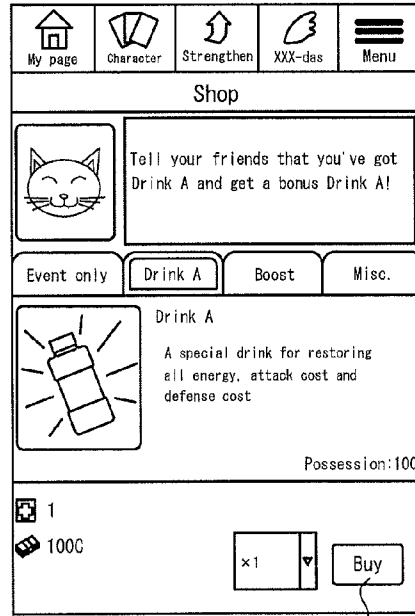 My page
Character
Strengthen
XXX-das
Menu
Shop
Tell your friends that you've got
Drink A and get a bonus Drink A!
Event only
Drink A
Boost
Misc.
Drink A
A special drink for restoring
all energy, attack cost and
defense cost
Possession:100
1
100C
×1
Buy